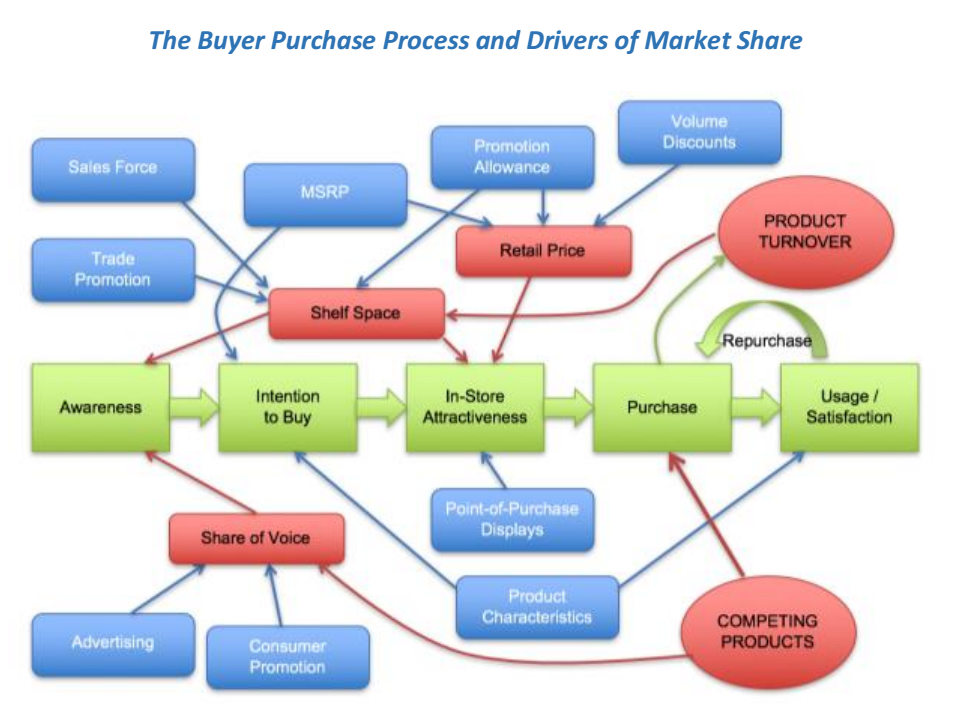 The Buyer Purchase Process and Drivers of Market Share
Volume
Discounts
Promotion
Allowance
Sales Force
MSRP
PRODUCT
TURNOVER
Retail Price
Trade
Promotion
Shelf Space
Repurchase
Awareness
Intention
to Buy
In-Store
Attractiveness
Purchase
Usage /
Satisfaction
Point-of-Purchase
Displays
Share of Voice
Product
Characteristics
COMPETING
PRODUCTS
Advertising
Consumer
Promotion